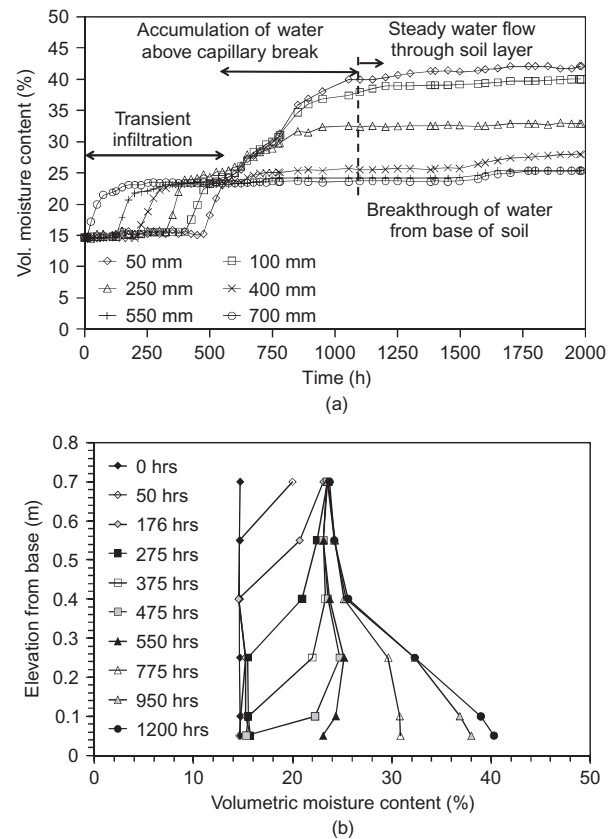 Accumulation of water
above capillary break
Steady water flow
through soil layer
Transient
infiltration
Breakthrough of water
from base of soil
Vol. moisture content (%)
50
45
40
35
30
25
20
15
10
5
0
50 mm
100 mm
250 mm
400 mm
550 mm
700 mm
0 250 500 750 1000 1250 1500 1750 2000
Time (h)
(a)
Elevation from base (m)
0.8
0.7
0.6
0.5
0.4
0.3
0.2
0.1
0
0 hrs
50 hrs
176 hrs
275 hrs
375 hrs
475 hrs
550 hrs
775 hrs
950 hrs
1200 hrs
0 10 20 30 40 50
Volumetric moisture content (%)
(b)